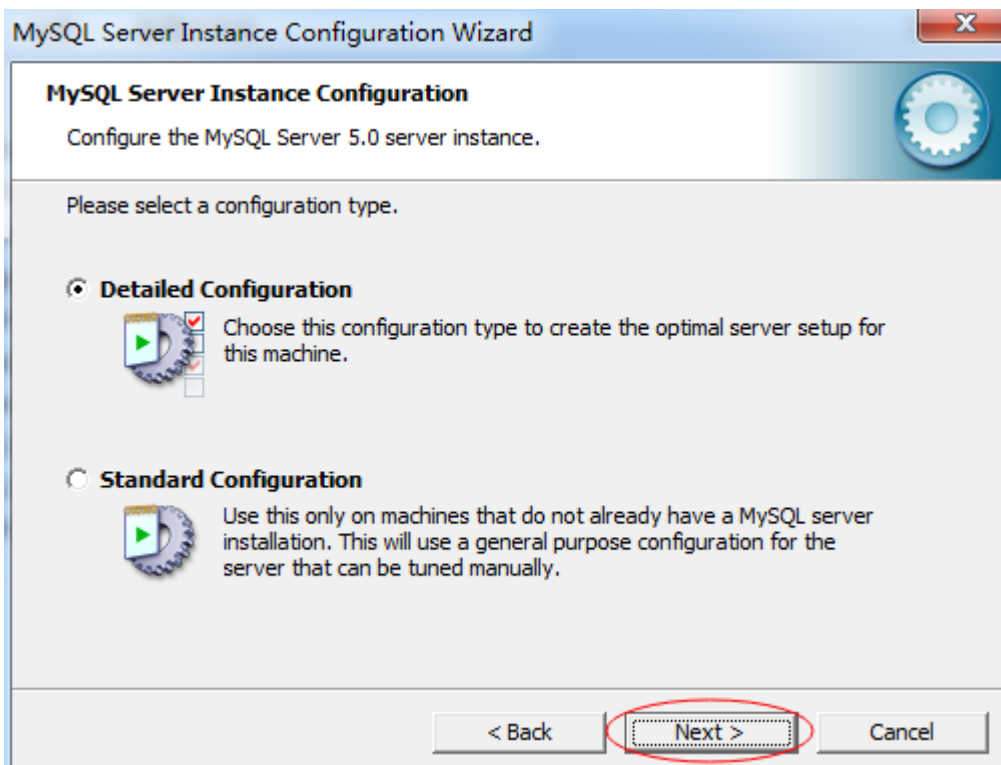 MySQL Server Instance Configuration Wizard
MySQL Server Instance Configuration
Configure the MySQL Server 5.0 server instance.
Please select a configuration type.
Detailed Configuration
Choose this configuration type to create the optimal server setup for
this machine.
Standard Configuration
Use this only on machines that do not already have a MySQL server
installation. This will use a general purpose configuration for the
server that can be tuned manually.
< Back
Next >
Cancel